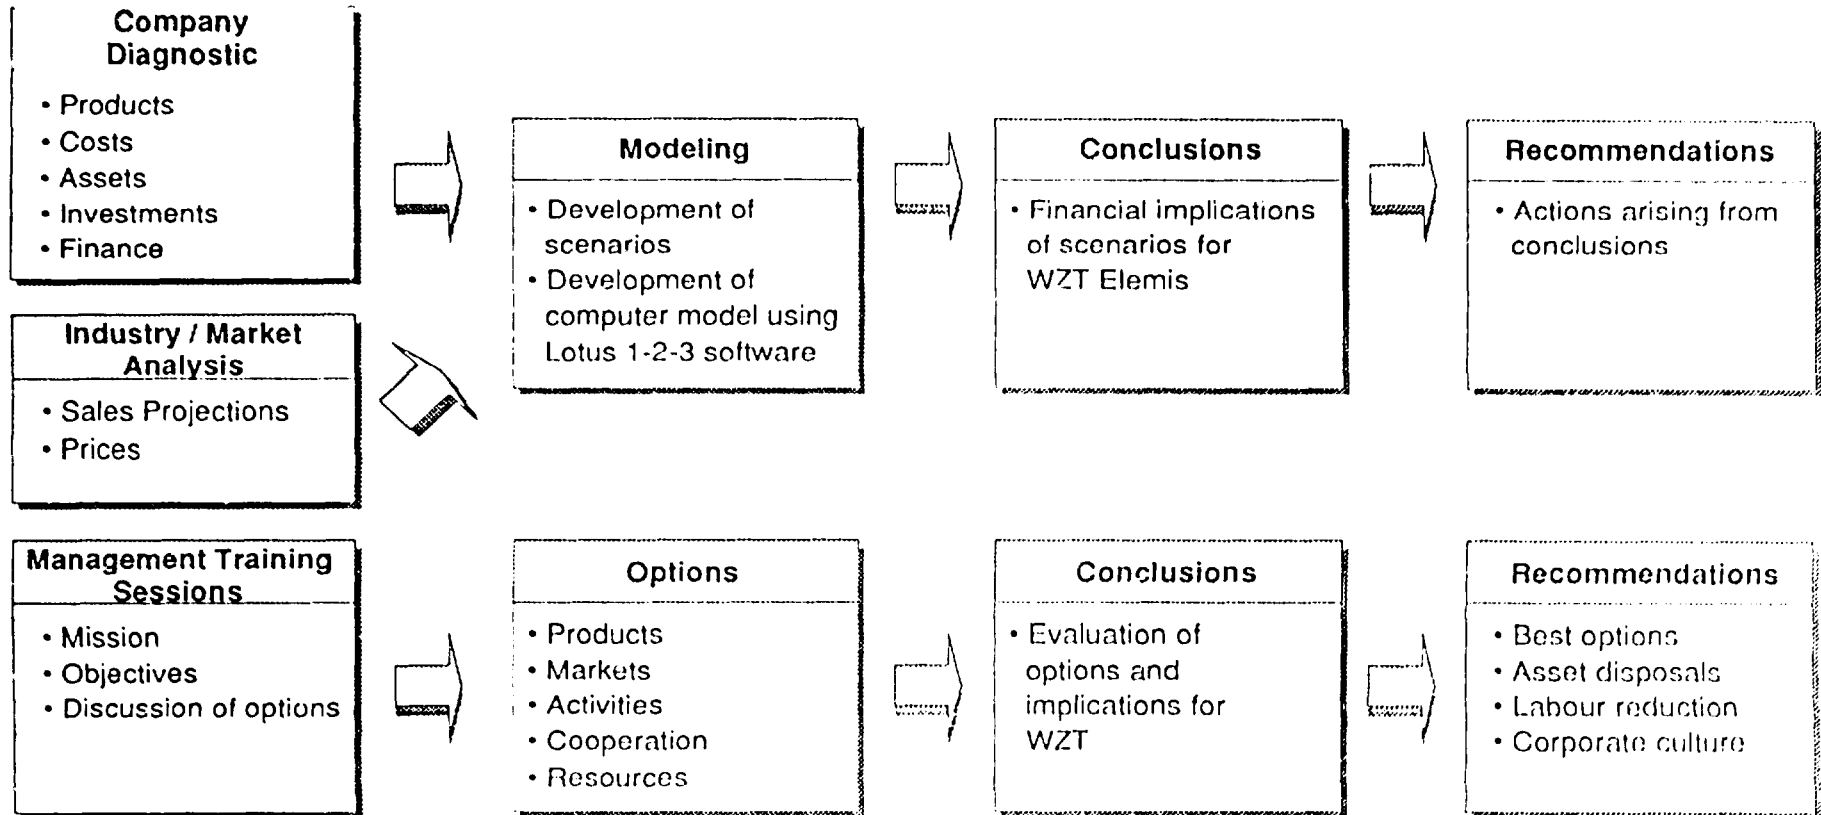 Company
Diagnostic
• Products
• Costs
• Assets
• Investments
• Finance
Modeling
• Development of
scenarios
• Development of
computer model using
Lotus 1-2-3 software
Conclusions
• Financial implications
of scenarios for
WZT Elemis
Recommendations
• Actions arising from
conclusions
Industry / Market
Analysis
• Sales Projections
• Prices
Management Training
Sessions
• Mission
• Objectives
• Discussion of options
Options
• Products
• Markets
• Activities
• Cooperation
• Resources
Conclusions
• Evaluation of
options and
implications for
WZT
Recommendations
• Best options
• Asset disposals
• Labour reduction
• Corporate culture